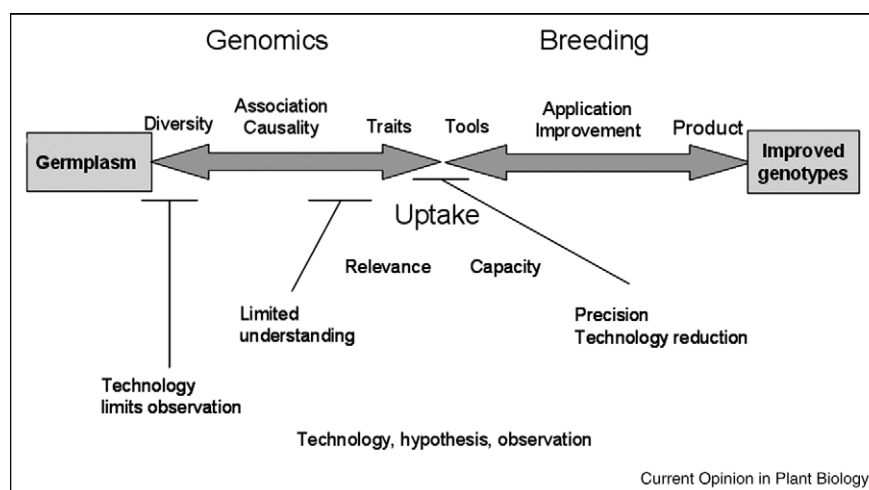 Genomics
Breeding
Association
Causality
Application
Improvement
Diversity
Traits
Tools
Product
Germplasm
Improved
genotypes
Uptake
Relevance
Capacity
Limited
understanding
Precision
Technology reduction
Technology
limits observation
Technology, hypothesis, observation
Current Opinion in Plant Biology